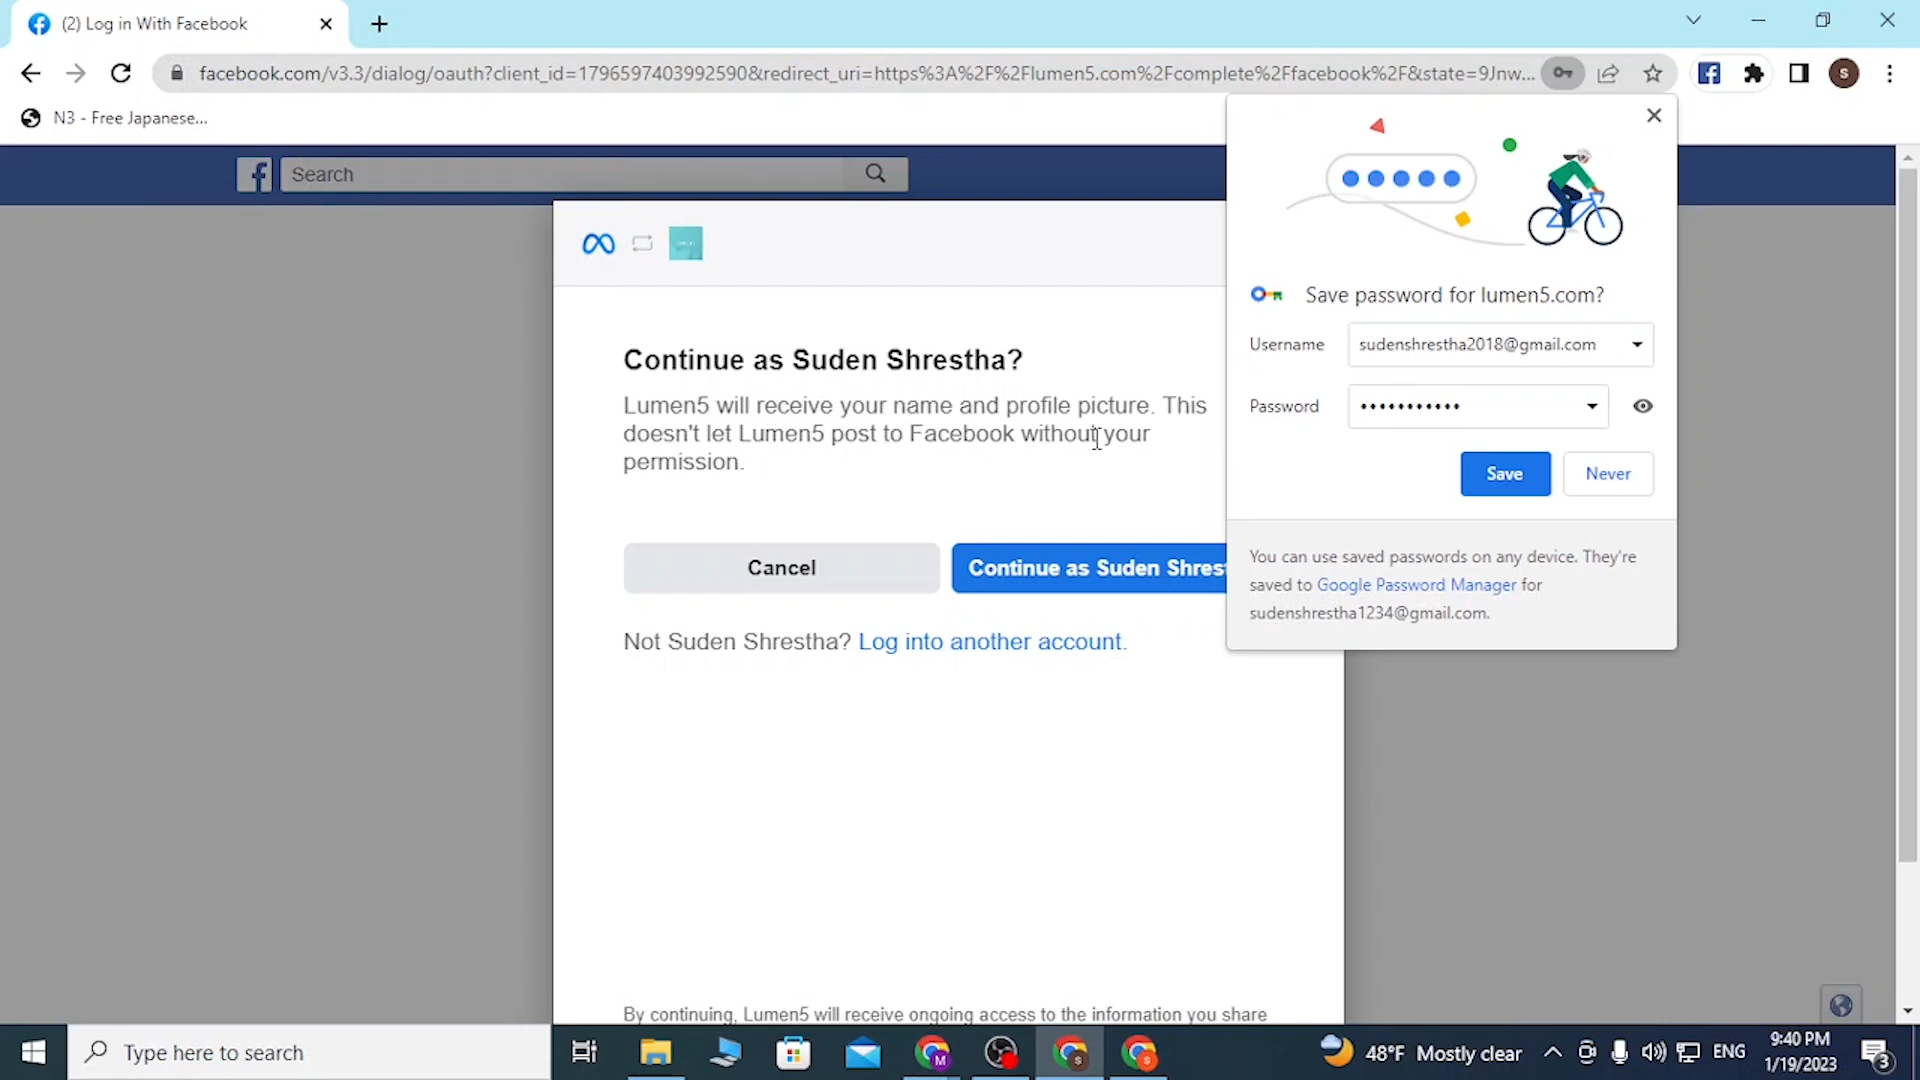 (2) Log in With Facebook
facebook.com/v3.3/dialog/oauth?client_id=1796597403992590&redirect_uri=https%3A%2F%2Flumen5.com%2Fcomplete%2Ffacebook%2F&state=9Jnw...
S
N3 - Free Japanese...
Search
Continue as Suden Shrestha?
Lumen5 will receive your name and profile picture. This
doesn't let Lumen5 post to Facebook without your
permission.
Cancel
Continue as Suden Shrest
Not Suden Shrestha? Log into another account.
By continuing, Lumen5 will receive ongoing access to the information you share
Save password for lumen5.com?
Username
sudenshrestha2018@gmail.com
Password
Save
Never
You can use saved passwords on any device. They're
saved to Google Password Manager for
sudenshrestha1234@gmail.com.
Type here to search
M
S
S
48°F Mostly clear
ENG
9:40 PM
1/19/2023
3